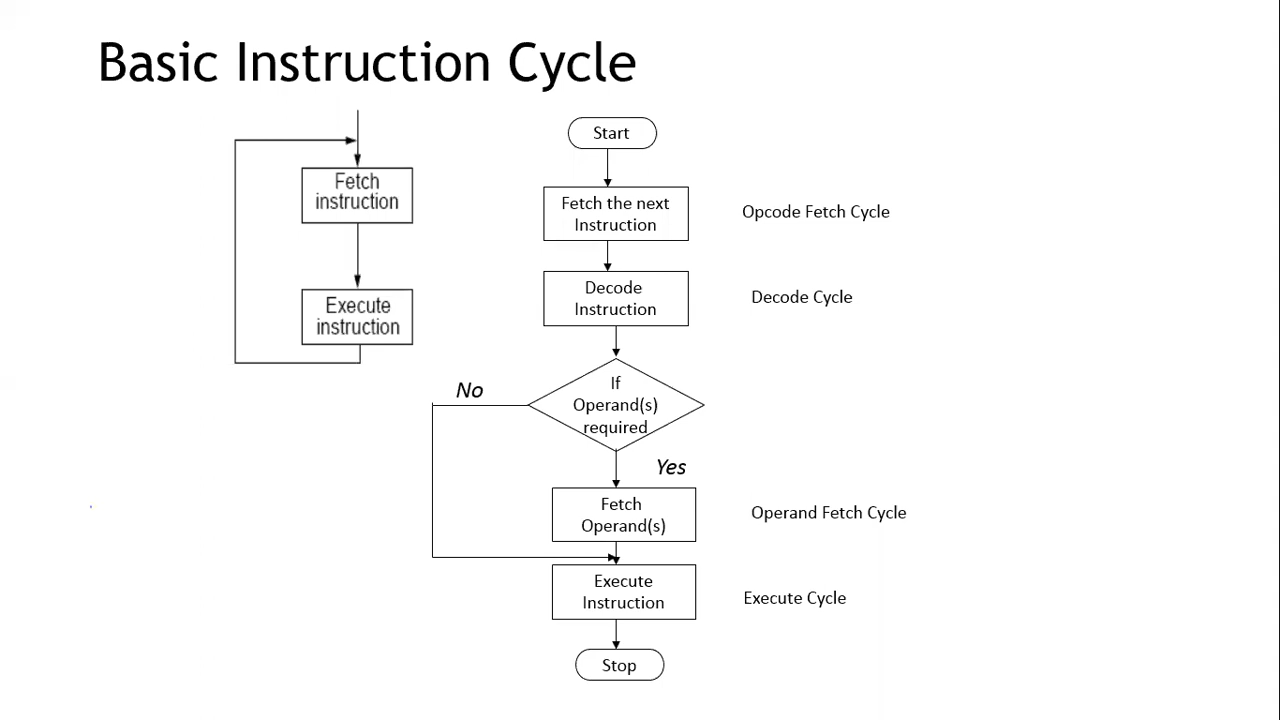 Basic Instruction Cycle
Fetch
instruction
Execute
instruction
Start
Fetch the next
Instruction
Opcode Fetch Cycle
Decode
Instruction
Decode Cycle
If
Operand(s)
required
No
Yes
Fetch
Operand(s)
Operand Fetch Cycle
Execute
Instruction
Execute Cycle
Stop